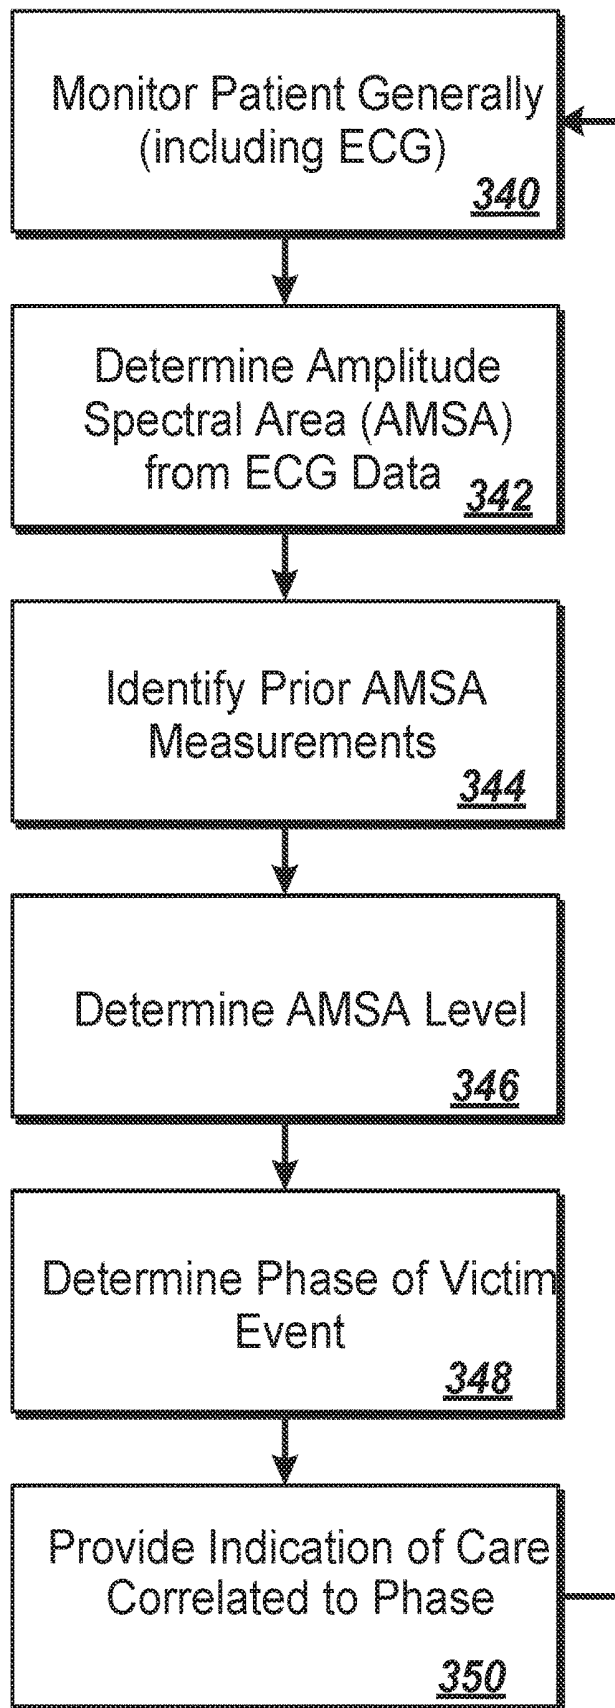 Monitor Patient Generally
(including ECG)
340
Determine Amplitude
Spectral Area (AMSA)
from ECG Data
342
Identify Prior AMSA
Measurements
344
Determine AMSA Level
346
Determine Phase of Victim
Event
348
Provide Indication of Care
Correlated to Phase
350